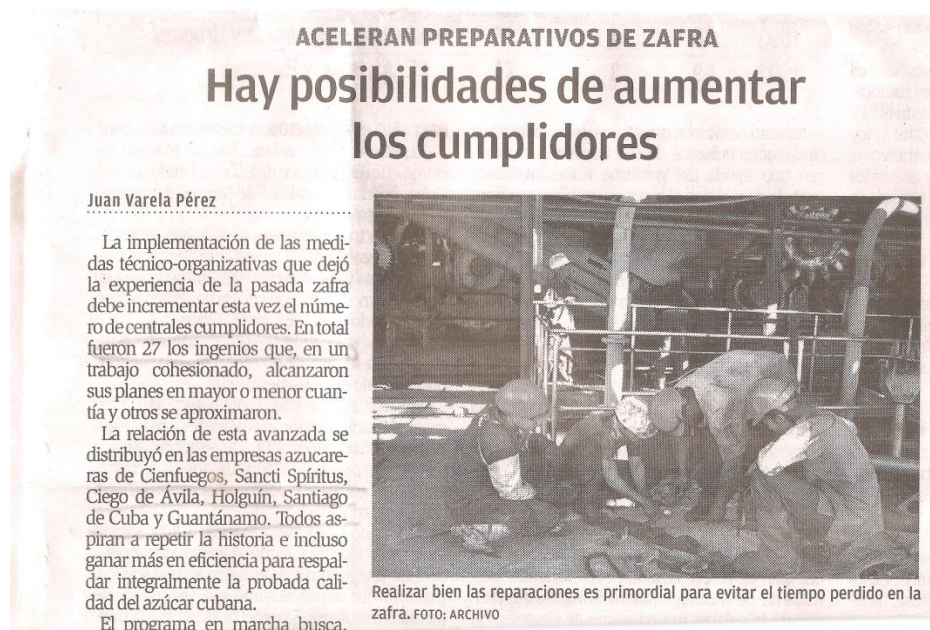 ACELERAN PREPARATIVOS DE ZAFRA
Hay posibilidades de aumentar
los cumplidores
Juan Varela Pérez
La implementación de las medi-
das técnico-organizativas que dejó
la experiencia de la pasada zafra
debe incrementar esta vez el núme-
ro de centrales cumplidores. En total
fueron 27 los ingenios que, en un
trabajo cohesionado, alcanzaron
sus planes en mayor o menor cuan-
tía y otros se aproximaron.
La relación de esta avanzada se
distribuyó en las empresas azucare-
ras de Cienfuegos, Sancti Spíritus,
Ciego de Ávila, Holguín, Santiago
de Cuba y Guantánamo. Todos as-
piran a repetir la historia e incluso
ganar más en eficiencia para respal-
dar integralmente la probada cali-
dad del azúcar cubana.
El programa en marcha busca,
Realizar bien las reparaciones es primordial para evitar el tiempo perdido en la
zafra. FOTO: ARCHIVO